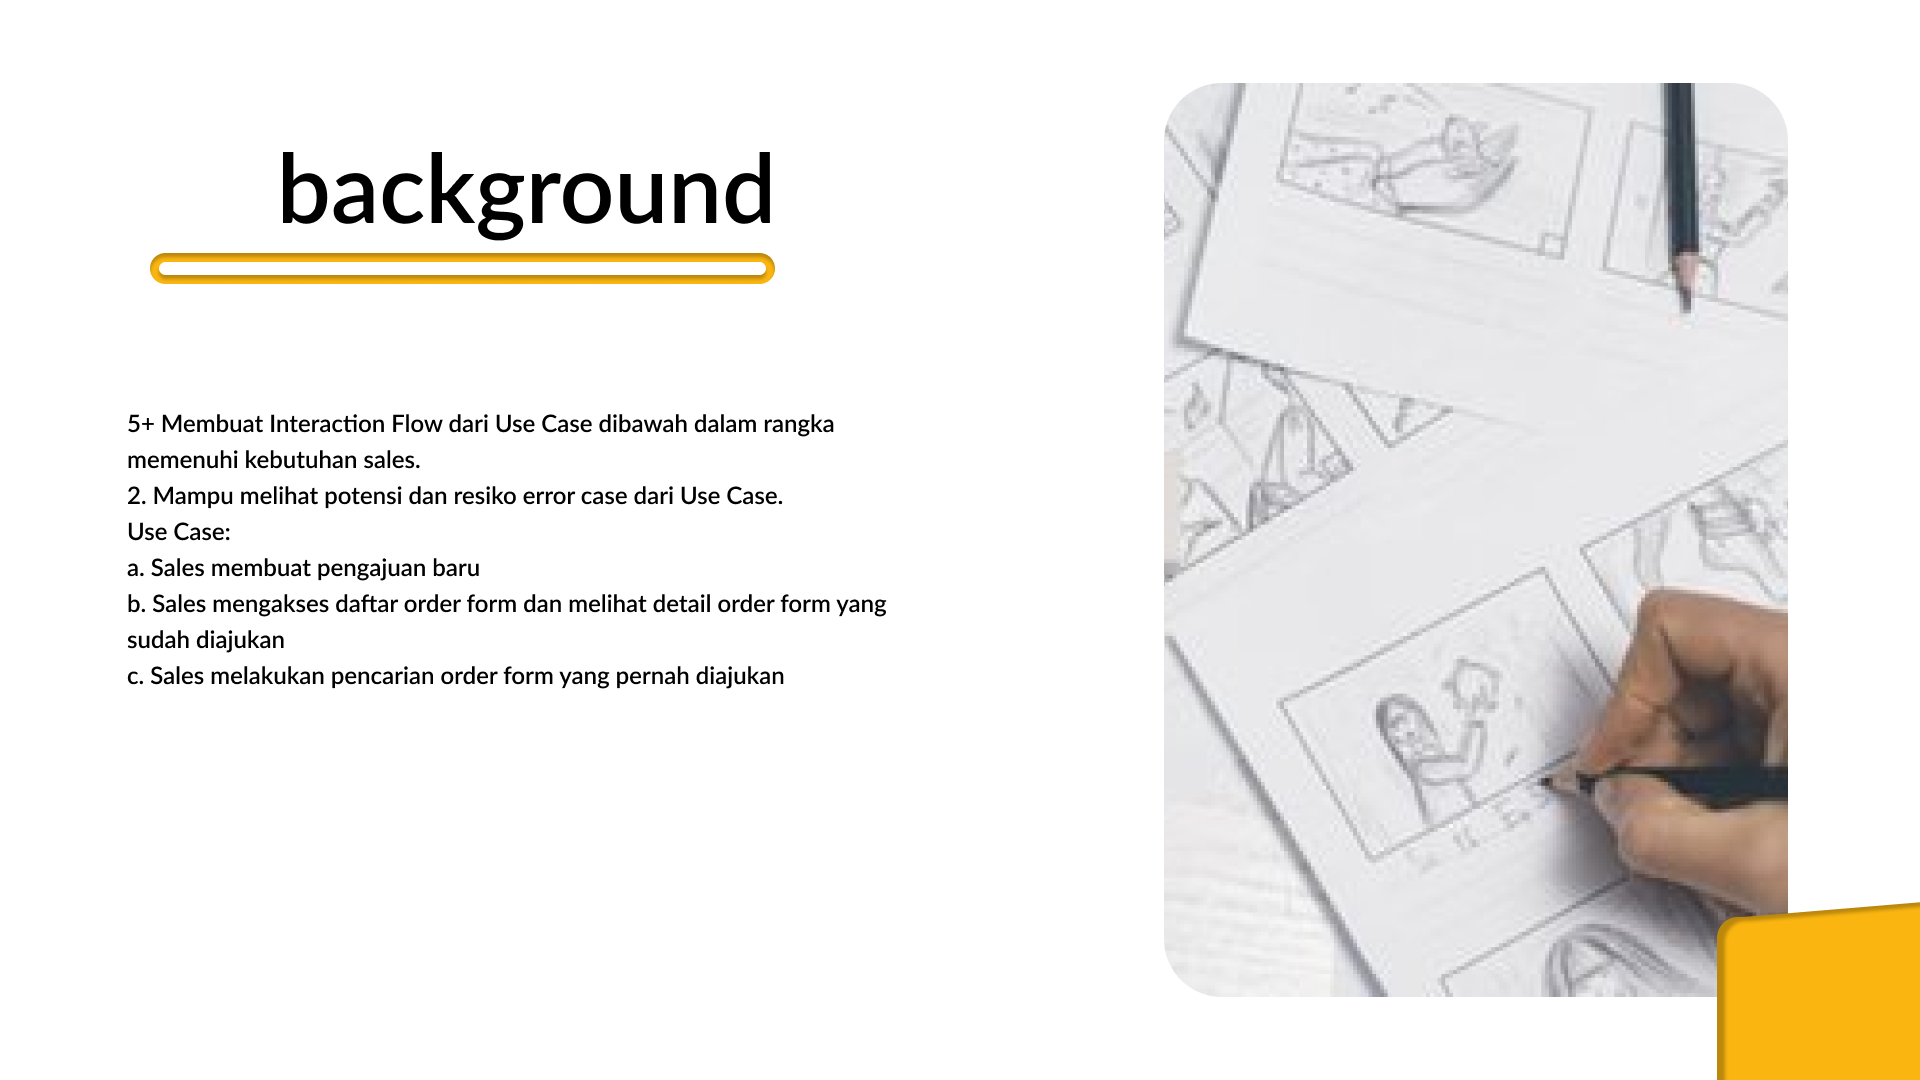 background
5+ Membuat Interaction Flow dari Use Case dibawah dalam rangka
memenuhi kebutuhan sales.
2. Mampu melihat potensi dan resiko error case dari Use Case.
Use Case:
a. Sales membuat pengajuan baru
b. Sales mengakses daftar order form dan melihat detail order form yang
sudah diajukan
c. Sales melakukan pencarian order form yang pernah diajukan